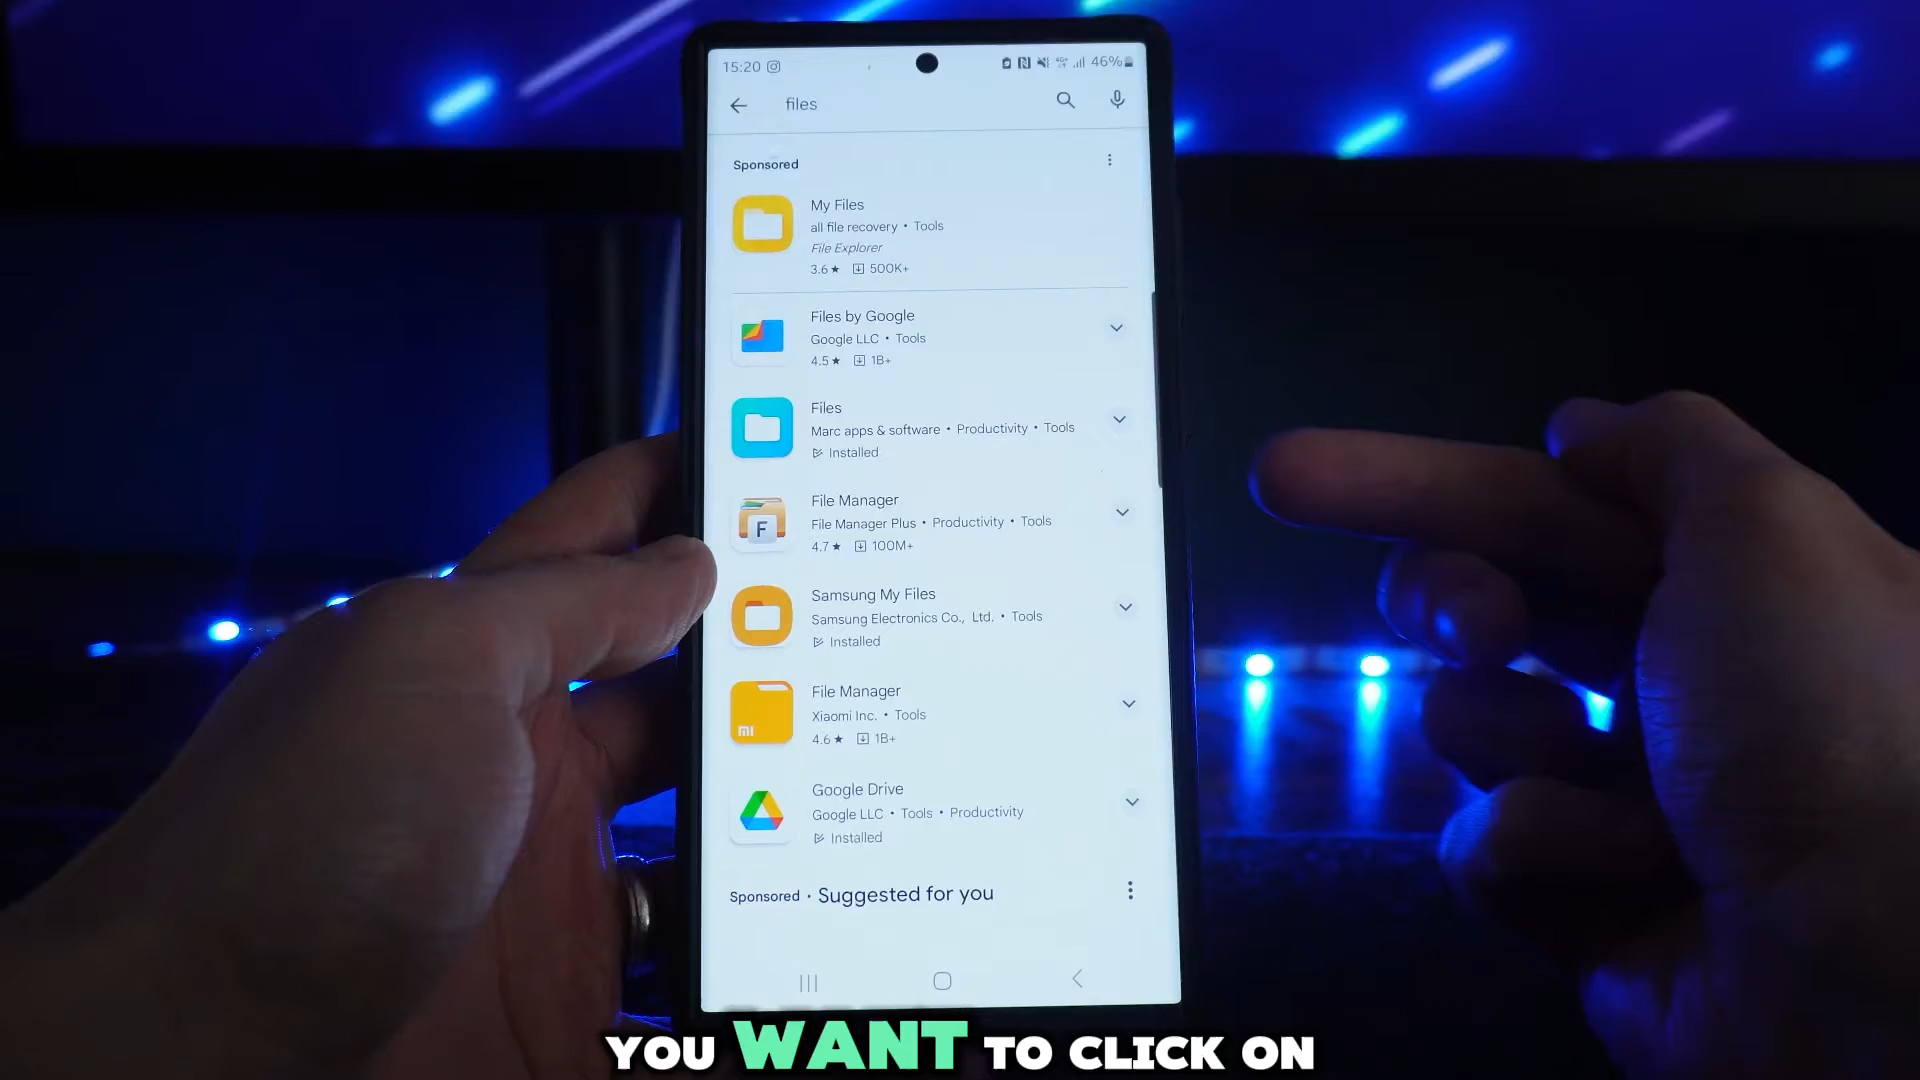 15:20 46%
files
Sponsored
My Files
all file recovery • Tools
File Explorer
3.6★ 500K+
Files by Google
Google LLC • Tools
4.5★ 1B+
Files
Marc apps & software • Productivity • Tools
Installed
F
File Manager
File Manager Plus • Productivity • Tools
4.7★ 100M+
Samsung My Files
Samsung Electronics Co., Ltd. • Tools
Installed
mi
File Manager
Xiaomi Inc. • Tools
4.6★ 1B+
Google Drive
Google LLC • Tools • Productivity
Installed
Sponsored • Suggested for you
YOU WANT TO CLICK ON